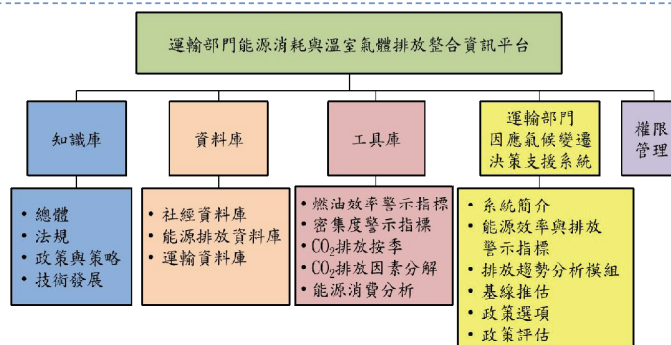 運輸部門能源消耗與溫室氣體排放整合資訊平台
知識庫
資料庫
工具庫
運輸部門
因應氣候變遷
決策支援系統
權限
管理
• 總體
• 法規
• 政策與策略
• 技術發展
• 社經資料庫
• 能源排放資料庫
• 運輸資料庫
• 燃油效率警示指標
• 密集度警示指標
• CO₂排放按季
• CO₂排放因素分解
• 能源消費分析
• 系統簡介
• 能源效率與排放
警示指標
• 排放趨勢分析模組
• 基線推估
• 政策選項
• 政策評估